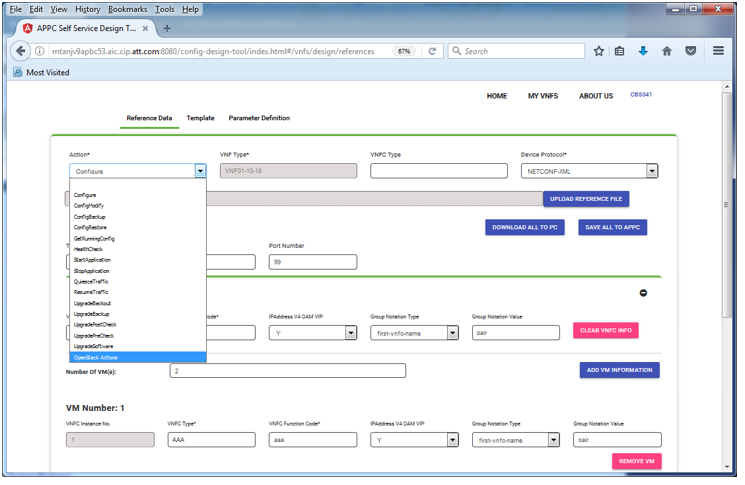 File Edit View History Bookmarks Tools Help
APPC Self Service Design T... × +
mtanjv9apbc53.aic.cip.att.com:8080/config-design-tool/index.html#/vnfs/design/references 67% Search
Most Visited
HOME MY VNFS ABOUT US CB5341
Reference Data Template Parameter Definition
Action* VNF Type* VNFC Type Device Protocol*
Configure VNF01-10-18 NETCONF-XML
Configure
ConfigModify
ConfigBackup
ConfigRestore
GetRunningConfig
HealthCheck
StartApplication
StopApplication
QuiesceTraffic
ResumeTraffic
UpgradeBackout
UpgradeBackup
UpgradePostCheck
UpgradePreCheck
UpgradeSoftware
OpenStack Actions
UPLOAD REFERENCE FILE
DOWNLOAD ALL TO PC SAVE ALL TO APPC
Port Number
99
Code* IPAddress V4 OAM VIP Group Notation Type Group Notation Value
Y first-vnfc-name pair CLEAR VNFC INFO
Number Of VM(s): 2 ADD VM INFORMATION
VM Number: 1
VNFC Instance No. VNFC Type* VNFC Function Code* IPAddress V4 OAM VIP Group Notation Type Group Notation Value
1 AAA aaa Y first-vnfc-name pair
REMOVE VM